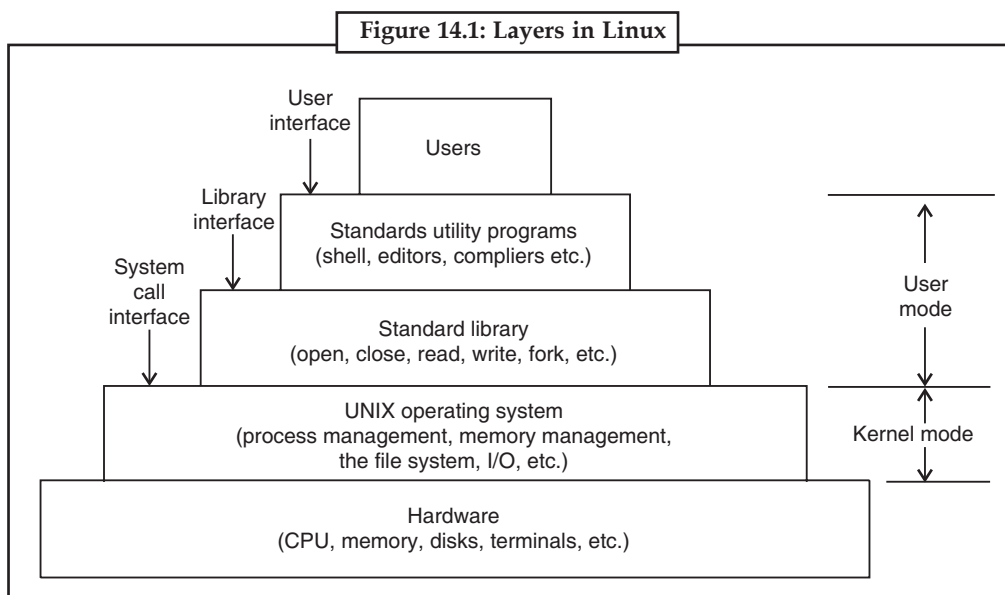 Figure 14.1: Layers in Linux
User
interface
Users
Library
interface
Standards utility programs
(shell, editors, compliers etc.)
System
call
interface
User
mode
Standard library
(open, close, read, write, fork, etc.)
UNIX operating system
(process management, memory management,
the file system, I/O, etc.)
Kernel mode
Hardware
(CPU, memory, disks, terminals, etc.)